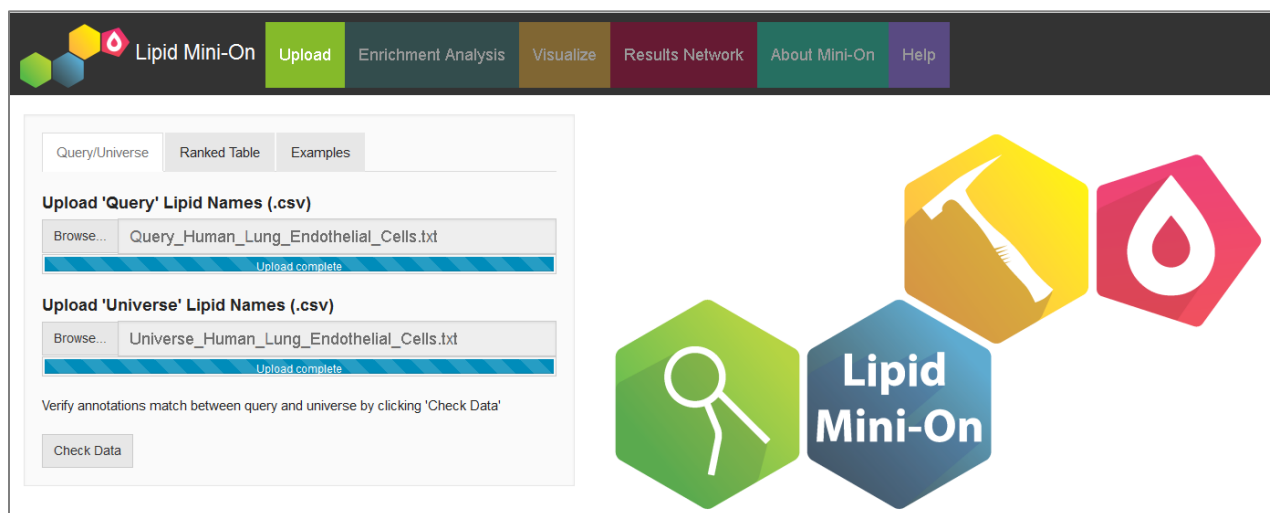 Lipid Mini-On Upload Enrichment Analysis Visualize Results Network About Mini-On Help
Query/Universe Ranked Table Examples
Upload 'Query' Lipid Names (.csv)
Browse... Query_Human_Lung_Endothelial_Cells.txt
Upload complete
Upload 'Universe' Lipid Names (.csv)
Browse... Universe_Human_Lung_Endothelial_Cells.txt
Upload complete
Verify annotations match between query and universe by clicking 'Check Data'
Check Data
Lipid
Mini-On